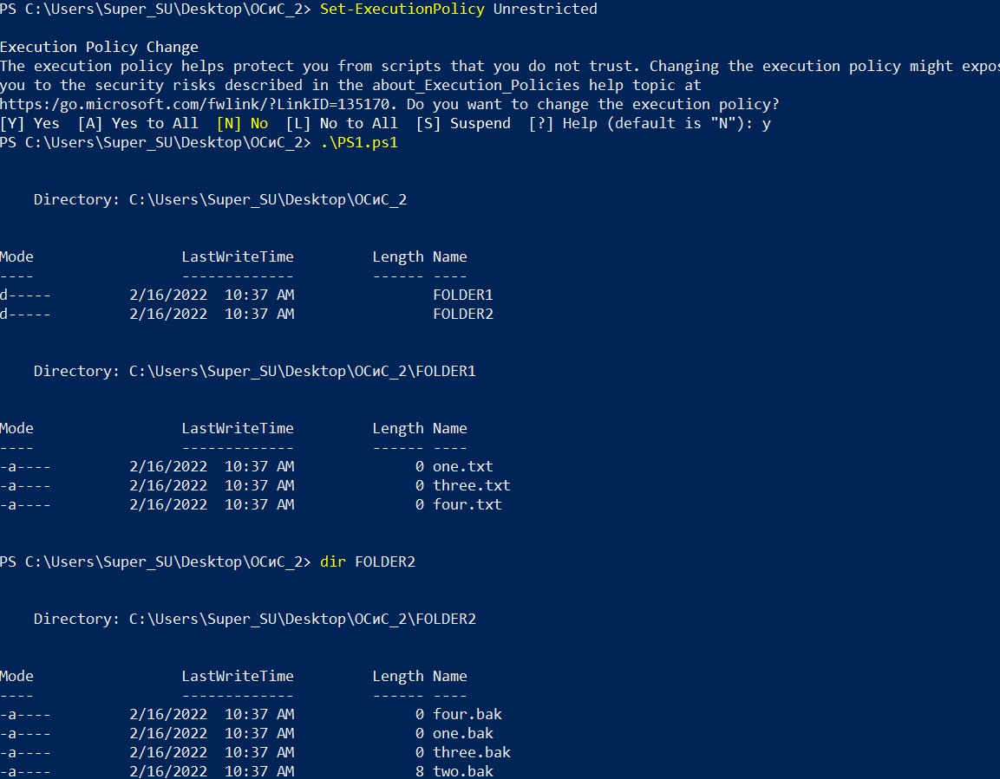 PS C:\Users\Super_SU\Desktop\ОСиС_2> Set-ExecutionPolicy Unrestricted
Execution Policy Change
The execution policy helps protect you from scripts that you do not trust. Changing the execution policy might expos
you to the security risks described in the about_Execution_Policies help topic at
https:/go.microsoft.com/fwlink/?LinkID=135170. Do you want to change the execution policy?
[Y] Yes  [A] Yes to All  [N] No  [L] No to All  [S] Suspend  [?] Help (default is "N"): y
PS C:\Users\Super_SU\Desktop\ОСиС_2> .\PS1.ps1
Directory: C:\Users\Super_SU\Desktop\ОСиС_2
Mode                 LastWriteTime         Length Name
----                 -------------         ------ ----
d-----         2/16/2022  10:37 AM                FOLDER1
d-----         2/16/2022  10:37 AM                FOLDER2
Directory: C:\Users\Super_SU\Desktop\ОСиС_2\FOLDER1
Mode                 LastWriteTime         Length Name
----                 -------------         ------ ----
-a----         2/16/2022  10:37 AM              0 one.txt
-a----         2/16/2022  10:37 AM              0 three.txt
-a----         2/16/2022  10:37 AM              0 four.txt
PS C:\Users\Super_SU\Desktop\ОСиС_2> dir FOLDER2
Directory: C:\Users\Super_SU\Desktop\ОСиС_2\FOLDER2
Mode                 LastWriteTime         Length Name
----                 -------------         ------ ----
-a----         2/16/2022  10:37 AM              0 four.bak
-a----         2/16/2022  10:37 AM              0 one.bak
-a----         2/16/2022  10:37 AM              0 three.bak
-a----         2/16/2022  10:37 AM              8 two.bak